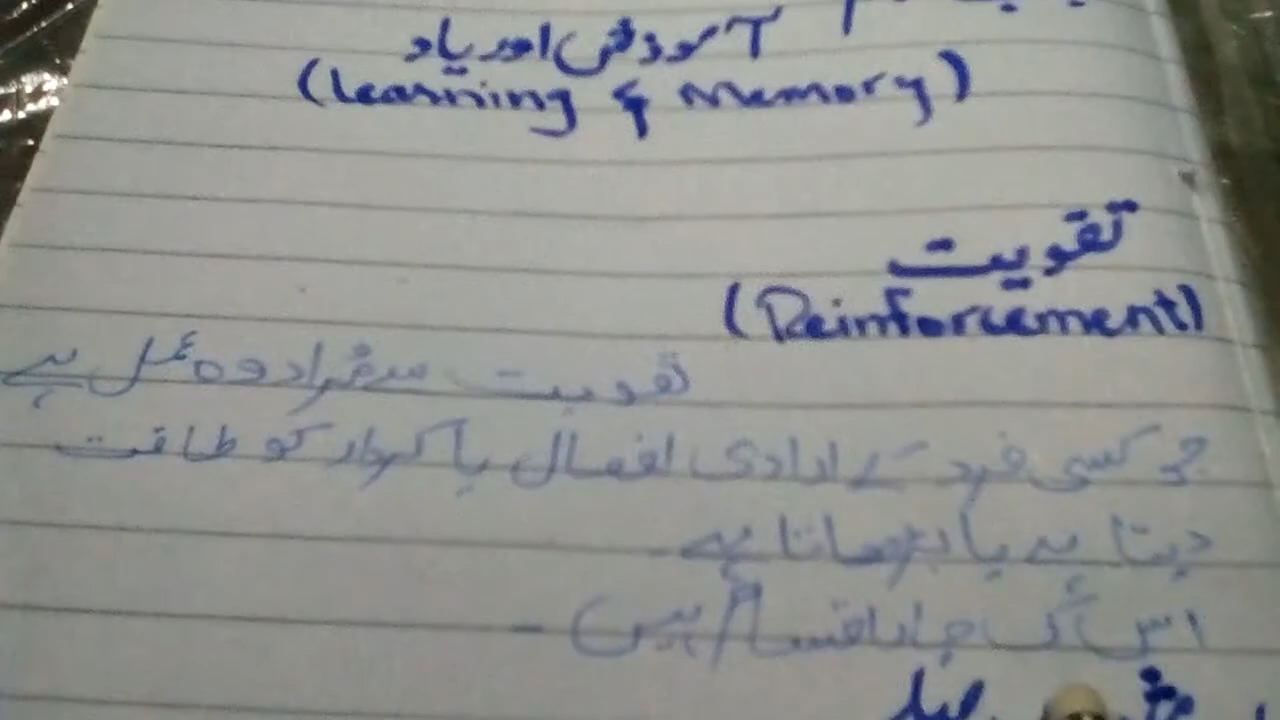 آموزش اور یاد
(Learning & Memory)
تقویت
(Reinforcement)
تقویت سے مراد وہ عمل ہے
جو کسی فرد کے ارادی افعال یا کردار کو طاقت
دیتا ہے یا بڑھاتا ہے
اس کی چار اقسام ہیں -